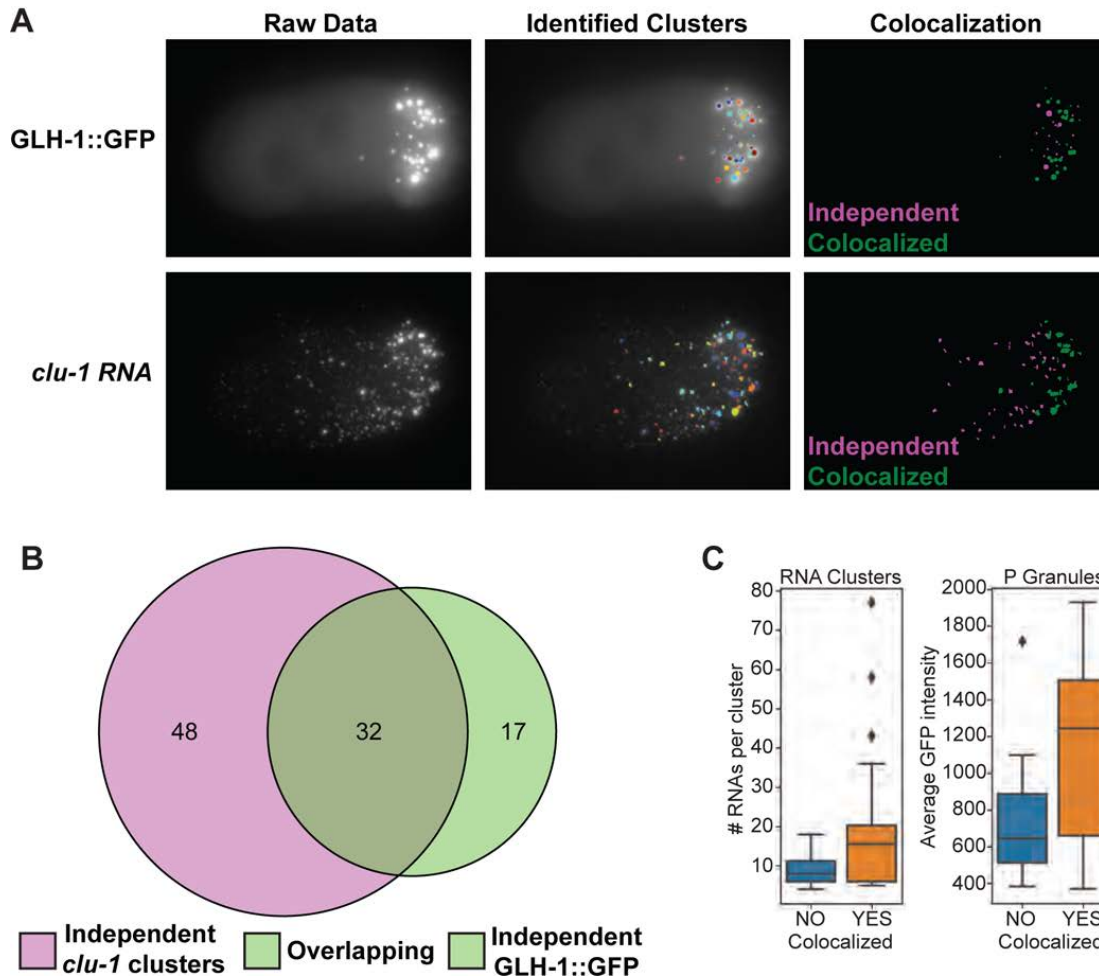 A
Raw Data
Identified Clusters
Colocalization
GLH-1::GFP
Independent
Colocalized
clu-1 RNA
Independent
Colocalized
B
48
32
17
Independent
clu-1 clusters
Overlapping
Independent
GLH-1::GFP
C
RNA Clusters
# RNAs per cluster
80
70
60
50
40
30
20
10
NO
YES
Colocalized
P Granules
Average GFP intensity
2000
1800
1600
1400
1200
1000
800
600
400
NO
YES
Colocalized